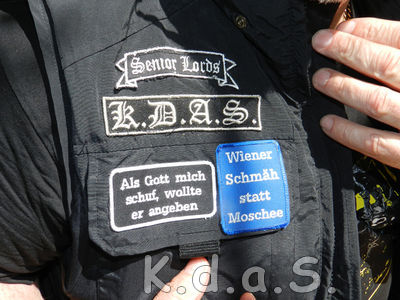 Senior Lords
K.D.A.S.
Als Gott mich
schuf, wollte
er angeben
Wiener
Schmäh
statt
Moschee
K.d.a.S.